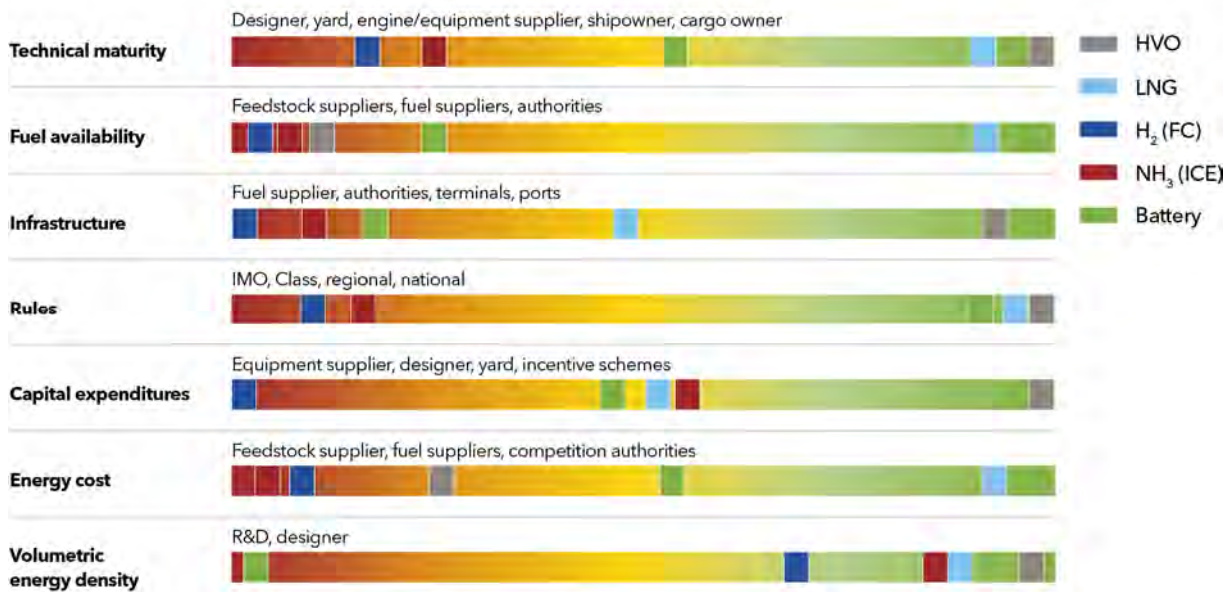 Designer, yard, engine/equipment supplier, shipowner, cargo owner
Technical maturity
Feedstock suppliers, fuel suppliers, authorities
Fuel availability
Fuel supplier, authorities, terminals, ports
Infrastructure
IMO, Class, regional, national
Rules
Equipment supplier, designer, yard, incentive schemes
Capital expenditures
Feedstock supplier, fuel suppliers, competition authorities
Energy cost
R&D, designer
Volumetric
energy density
HVO
LNG
H₂ (FC)
NH₃ (ICE)
Battery